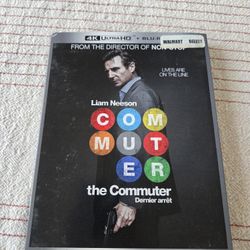 4K ULTRA HD + BLU-R
WALMART
FROM THE DIRECTOR OF NON-STOP
LIVES ARE ON THE LINE
Liam Neeson
COM
MUT
ER
the Commuter
Dernier arrêt